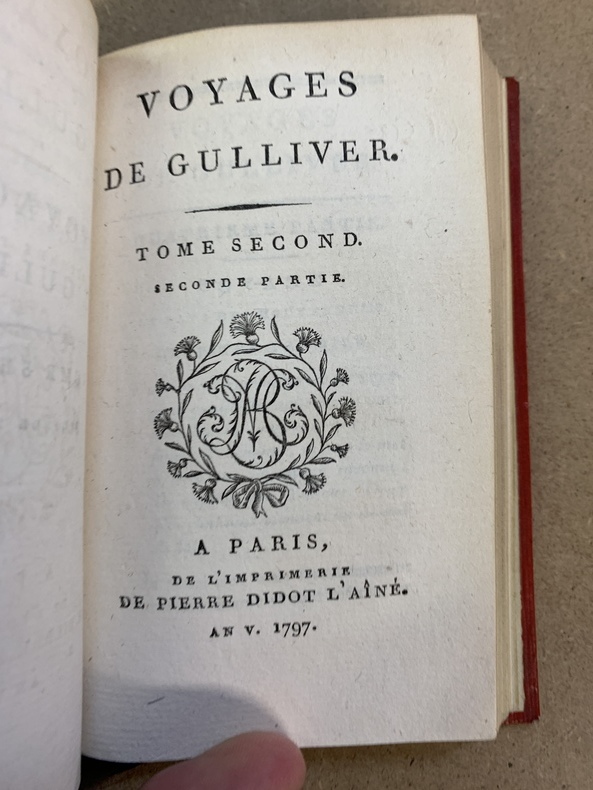 VOYAGES
DE GULLIVER.
TOME SECOND.
SECONDE PARTIE.
A PARIS,
DE L'IMPRIMERIE
DE PIERRE DIDOT L'AÎNÉ.
AN V. 1797.